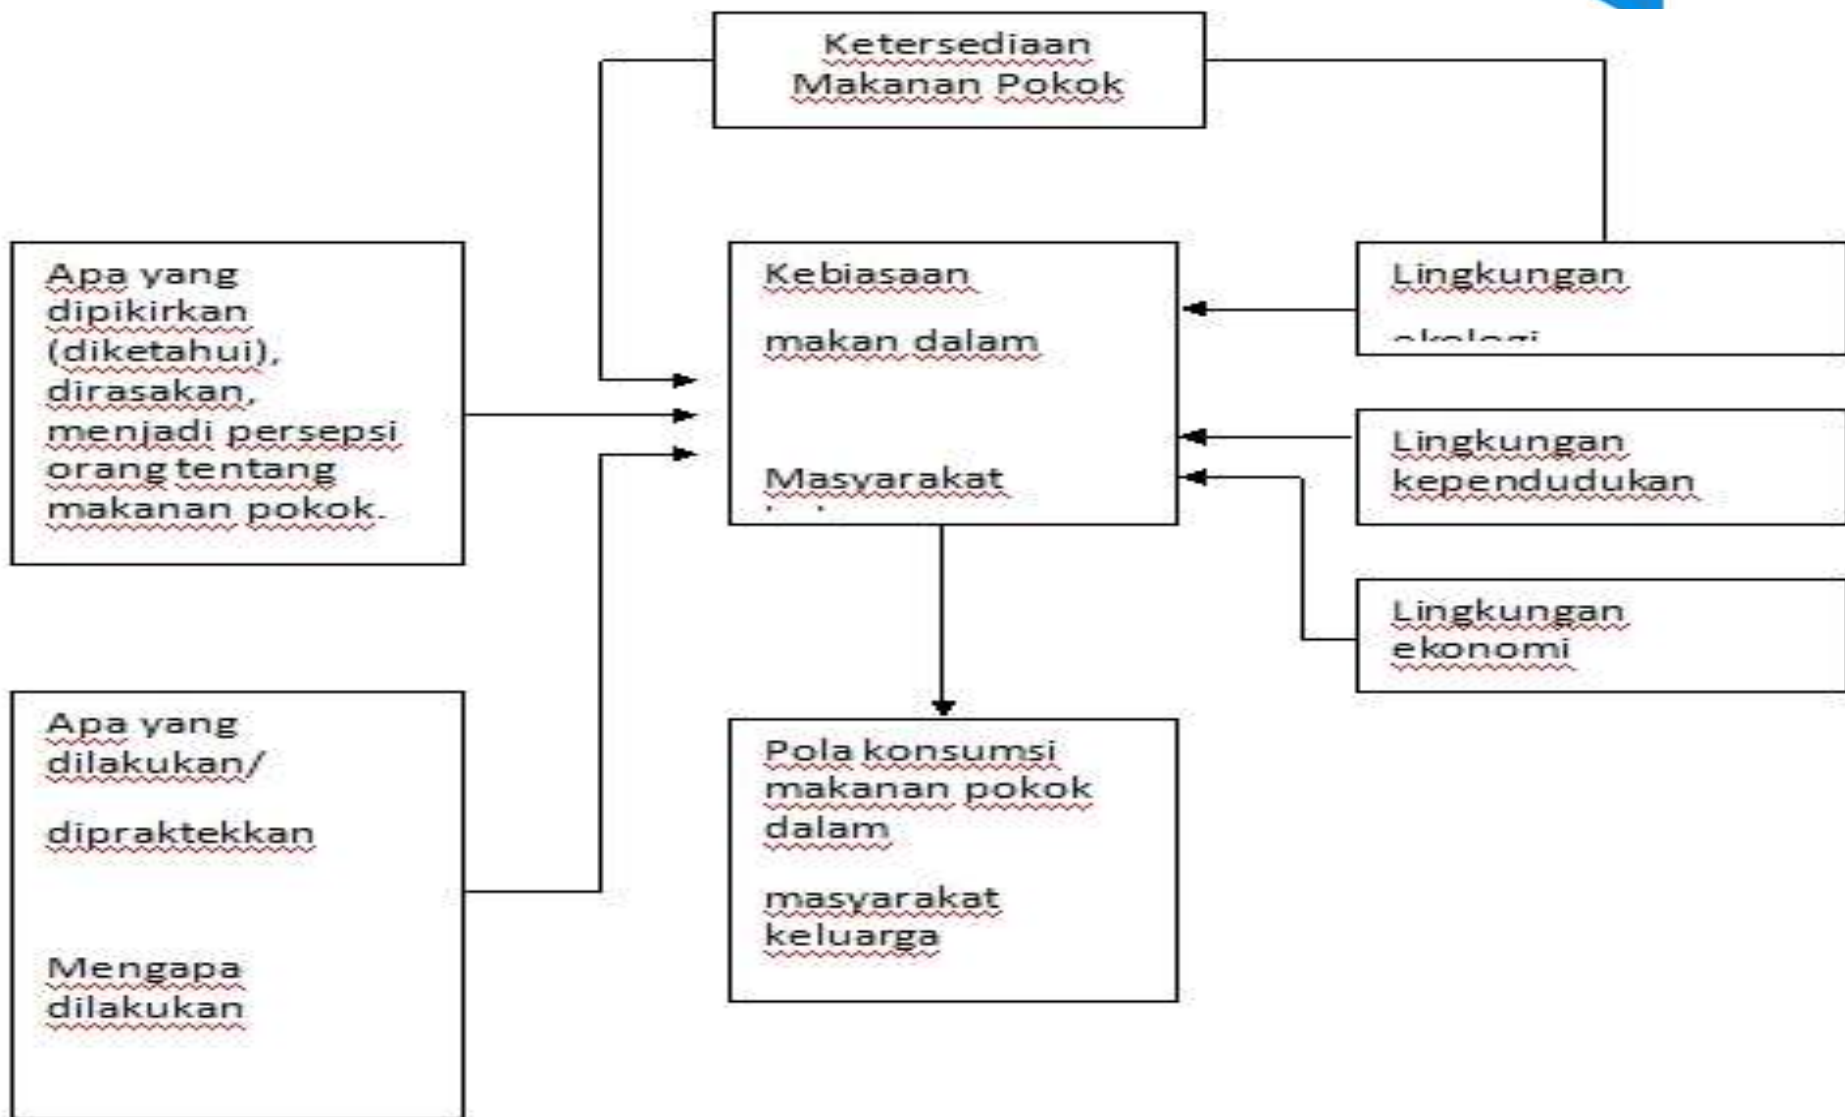 Ketersediaan
Makanan Pokok
Apa yang
dipikirkan
(diketahui),
dirasakan,
menjadi persepsi
orang tentang
makanan pokok.
Kebiasaan
makan dalam
Masyarakat
Lingkungan
ekologi
Lingkungan
kependudukan
Lingkungan
ekonomi
Apa yang
dilakukan/
dipraktekkan
Mengapa
dilakukan
Pola konsumsi
makanan pokok
dalam
masyarakat
keluarga